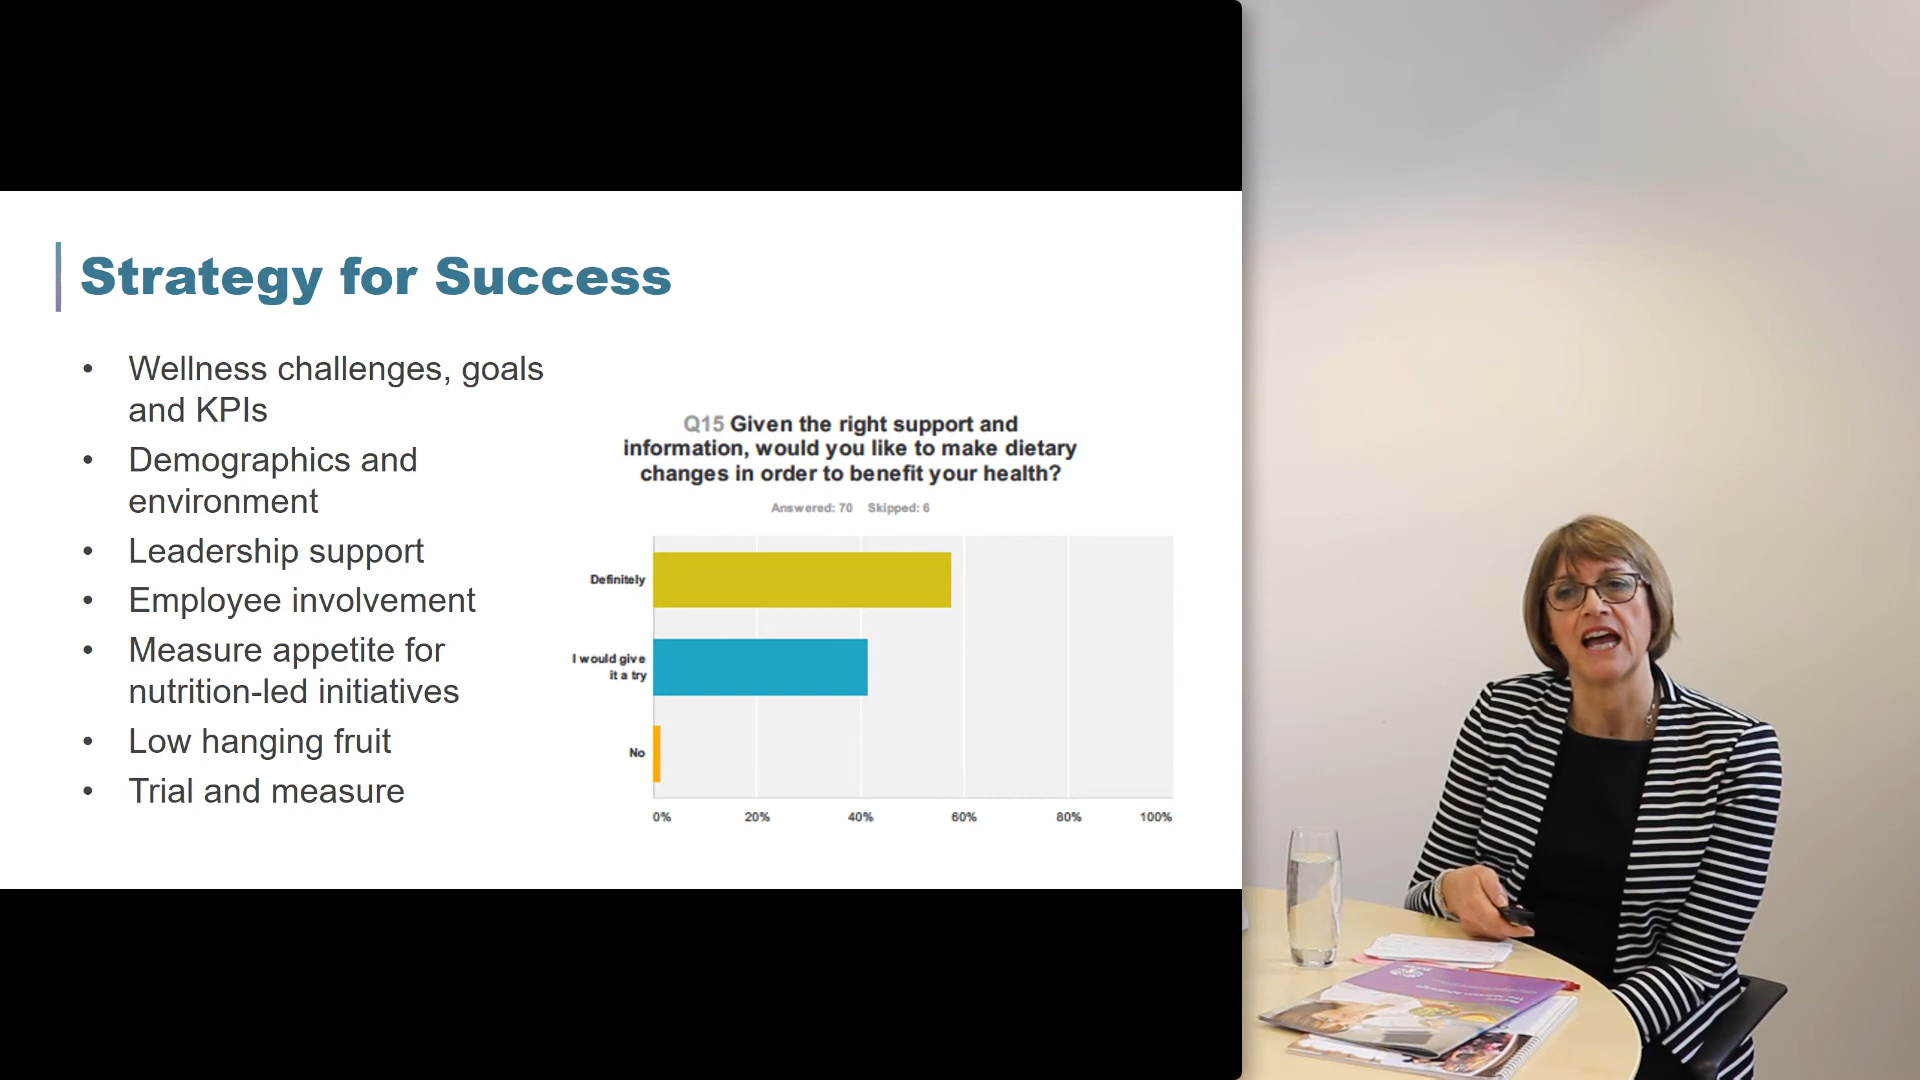 Strategy for Success
• Wellness challenges, goals
and KPIs
• Demographics and
environment
• Leadership support
• Employee involvement
• Measure appetite for
nutrition-led initiatives
• Low hanging fruit
• Trial and measure
Q15 Given the right support and
information, would you like to make dietary
changes in order to benefit your health?
Answered: 70 Skipped: 6
Definitely
I would give
it a try
No
0% 20% 40% 60% 80% 100%